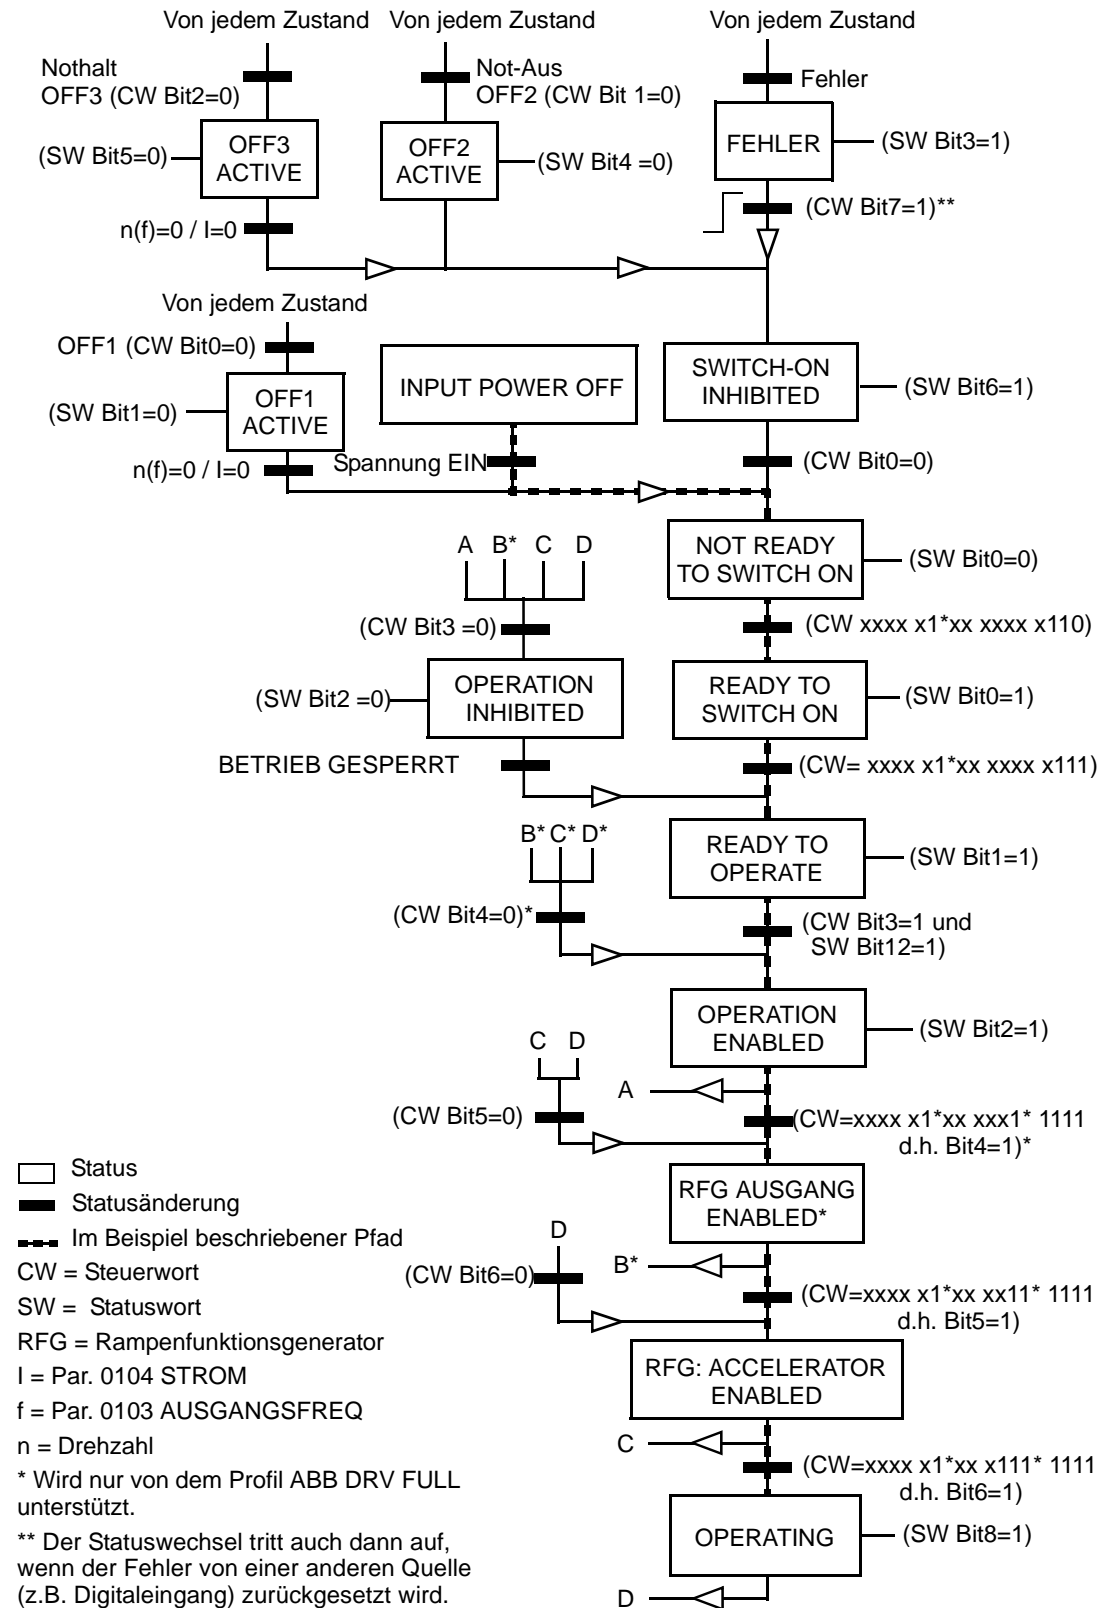 Von jedem Zustand
Von jedem Zustand
Von jedem Zustand
Nothalt
OFF3 (CW Bit2=0)
Not-Aus
OFF2 (CW Bit 1=0)
Fehler
(SW Bit5=0)
OFF3
ACTIVE
OFF2
ACTIVE
(SW Bit4 =0)
FEHLER
(SW Bit3=1)
n(f)=0 / I=0
(CW Bit7=1)**
Von jedem Zustand
OFF1 (CW Bit0=0)
(SW Bit1=0)
OFF1
ACTIVE
INPUT POWER OFF
SWITCH-ON
INHIBITED
(SW Bit6=1)
n(f)=0 / I=0
Spannung EIN
(CW Bit0=0)
A B* C D
NOT READY
TO SWITCH ON
(SW Bit0=0)
(CW Bit3 =0)
(CW xxxx x1*xx xxxx x110)
(SW Bit2 =0)
OPERATION
INHIBITED
READY TO
SWITCH ON
(SW Bit0=1)
BETRIEB GESPERRT
(CW= xxxx x1*xx xxxx x111)
B* C* D*
READY TO
OPERATE
(SW Bit1=1)
(CW Bit4=0)*
(CW Bit3=1 und
SW Bit12=1)
OPERATION
ENABLED
(SW Bit2=1)
C D
A
(CW Bit5=0)
(CW=xxxx x1*xx xxx1* 1111
d.h. Bit4=1)*
RFG AUSGANG
ENABLED*
D
B*
(CW Bit6=0)
(CW=xxxx x1*xx xx11* 1111
d.h. Bit5=1)
RFG: ACCELERATOR
ENABLED
C
(CW=xxxx x1*xx x111* 1111
d.h. Bit6=1)
OPERATING
(SW Bit8=1)
D
Status
Statusänderung
Im Beispiel beschriebener Pfad
CW = Steuerwort
SW = Statuswort
RFG = Rampenfunktionsgenerator
I = Par. 0104 STROM
f = Par. 0103 AUSGANGSFREQ
n = Drehzahl
* Wird nur von dem Profil ABB DRV FULL
unterstützt.
** Der Statuswechsel tritt auch dann auf,
wenn der Fehler von einer anderen Quelle
(z.B. Digitaleingang) zurückgesetzt wird.